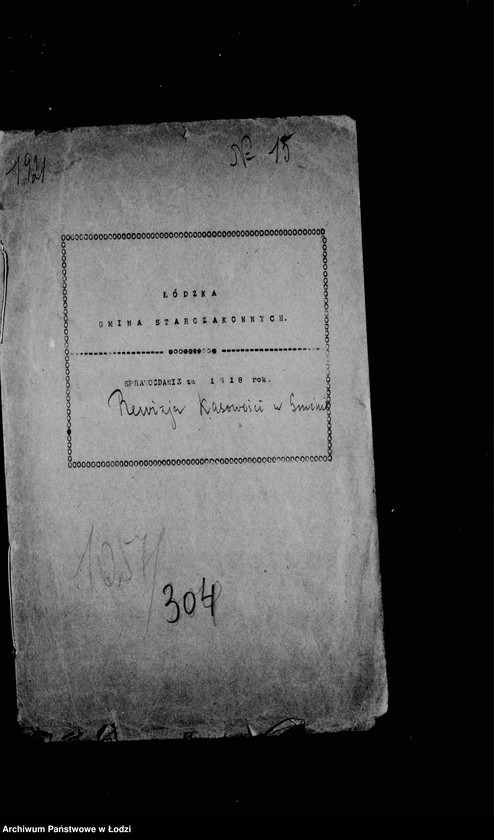 1921
№ 15
ŁÓDZKA
GMINA STAROZAKONNYCH.
SPRAWOZDANIE za 1918 rok.
Rewizja Kasowości w Gminie
304
Archiwum Państwowe w Łodzi